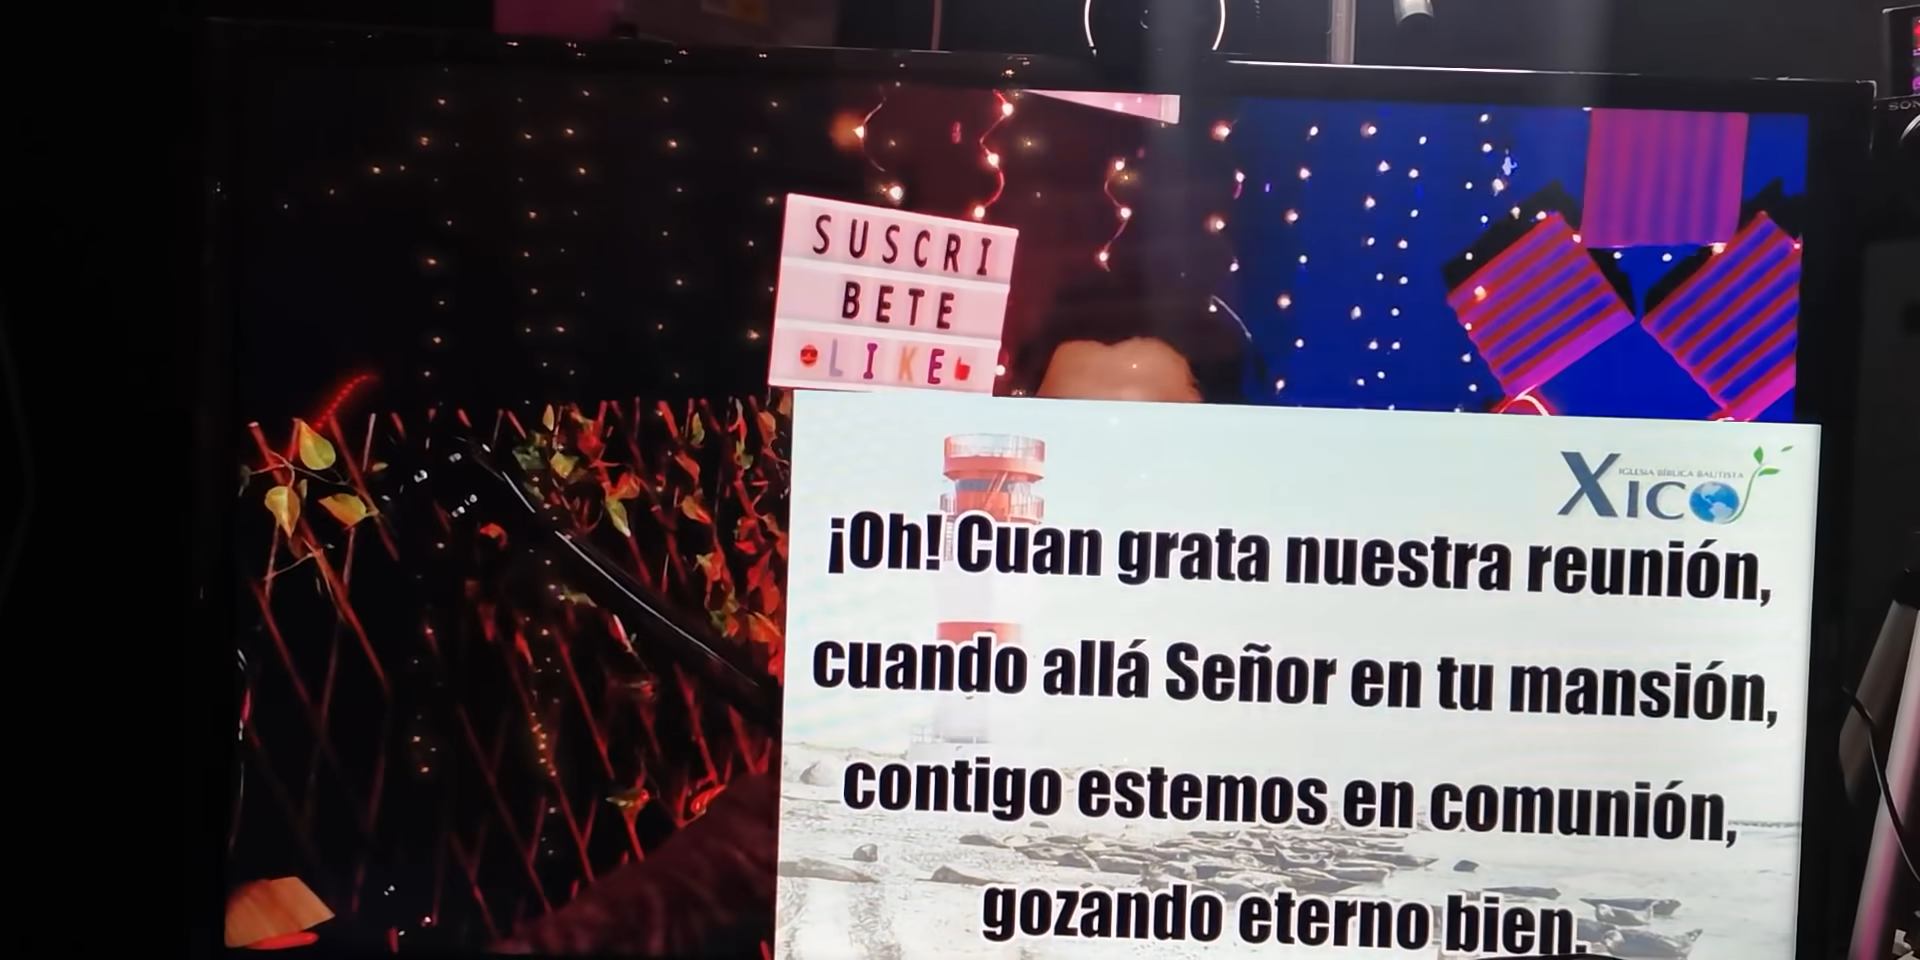 SUSCRI
BETE
LIKE
IGLESIA BÍBLICA BAUTISTA
XICO
¡Oh! Cuan grata nuestra reunión,
cuando allá Señor en tu mansión,
contigo estemos en comunión,
gozando eterno bien.